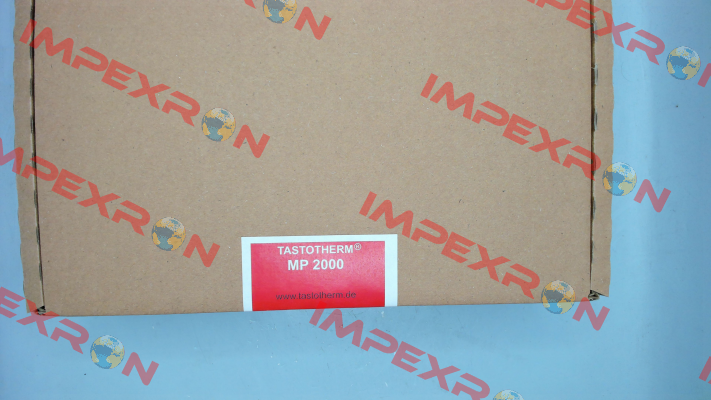 IMPEXRON
IMPEXRON
IMPEXRON
IMPEXRON
IMPEXRON
TASTOTHERM®
MP 2000
www.tastotherm.de
IMPEXRON